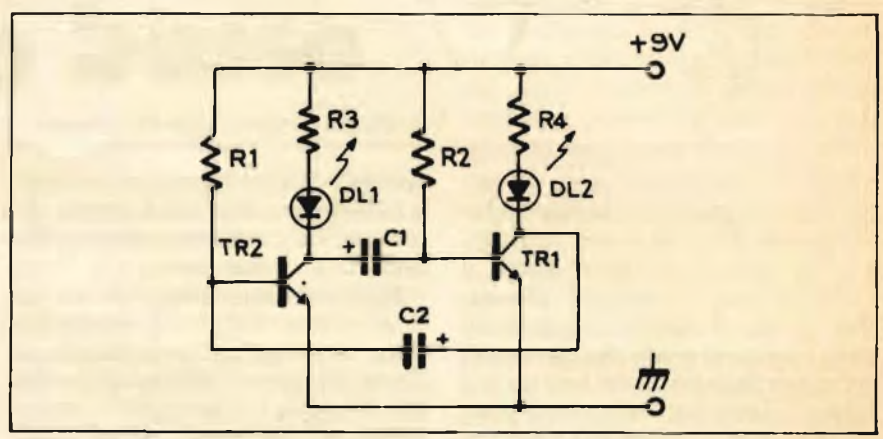 +9V
R3
R4
R1
R2
DL1
DL2
TR2
+
C1
TR1
C2
+